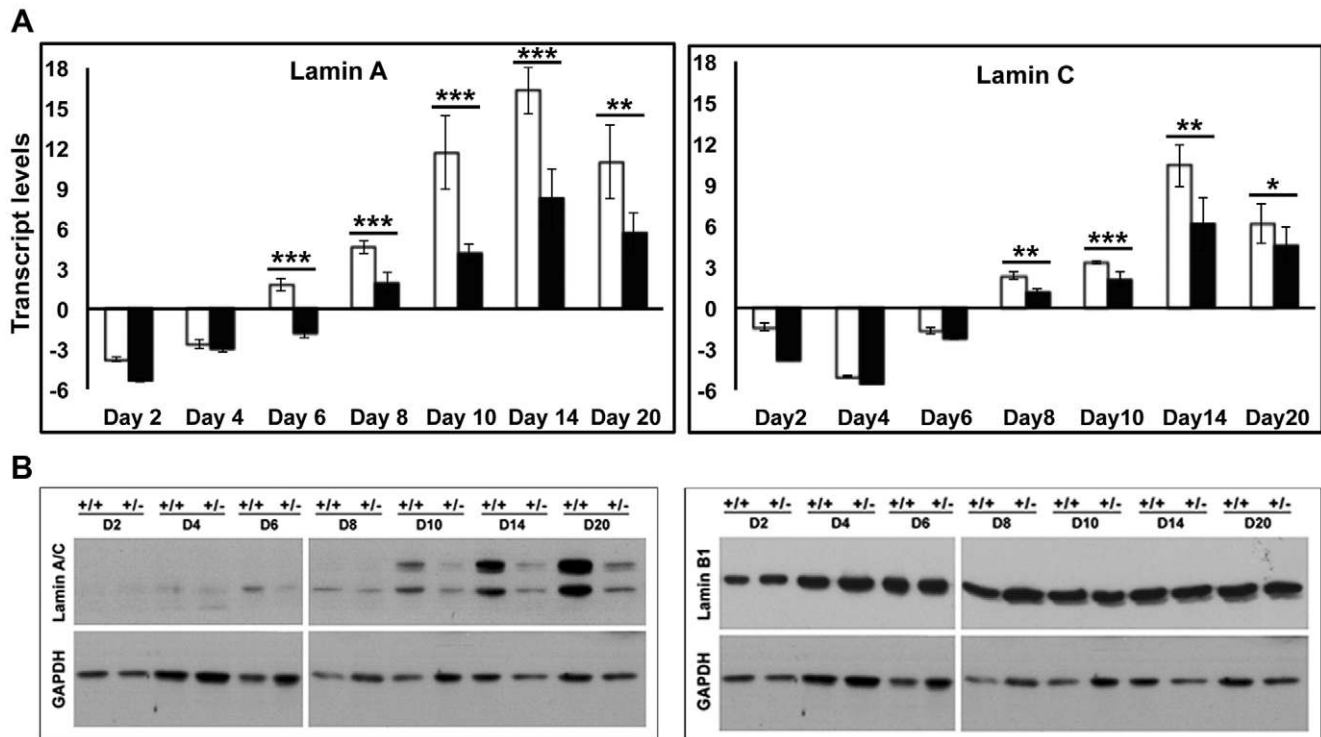 A
Lamin A
Transcript levels
18
15
12
9
6
3
0
-3
-6
***
***
***
***
**
Day 2 Day 4 Day 6 Day 8 Day 10 Day 14 Day 20
Lamin C
18
15
12
9
6
3
0
-3
-6
**
***
**
*
Day2 Day4 Day6 Day8 Day10 Day14 Day20
B
+/+ +/- +/+ +/- +/+ +/- +/+ +/- +/+ +/- +/+ +/- +/+ +/-
D2 D4 D6 D8 D10 D14 D20
Lamin A/C
GAPDH
+/+ +/- +/+ +/- +/+ +/- +/+ +/- +/+ +/- +/+ +/- +/+ +/-
D2 D4 D6 D8 D10 D14 D20
Lamin B1
GAPDH